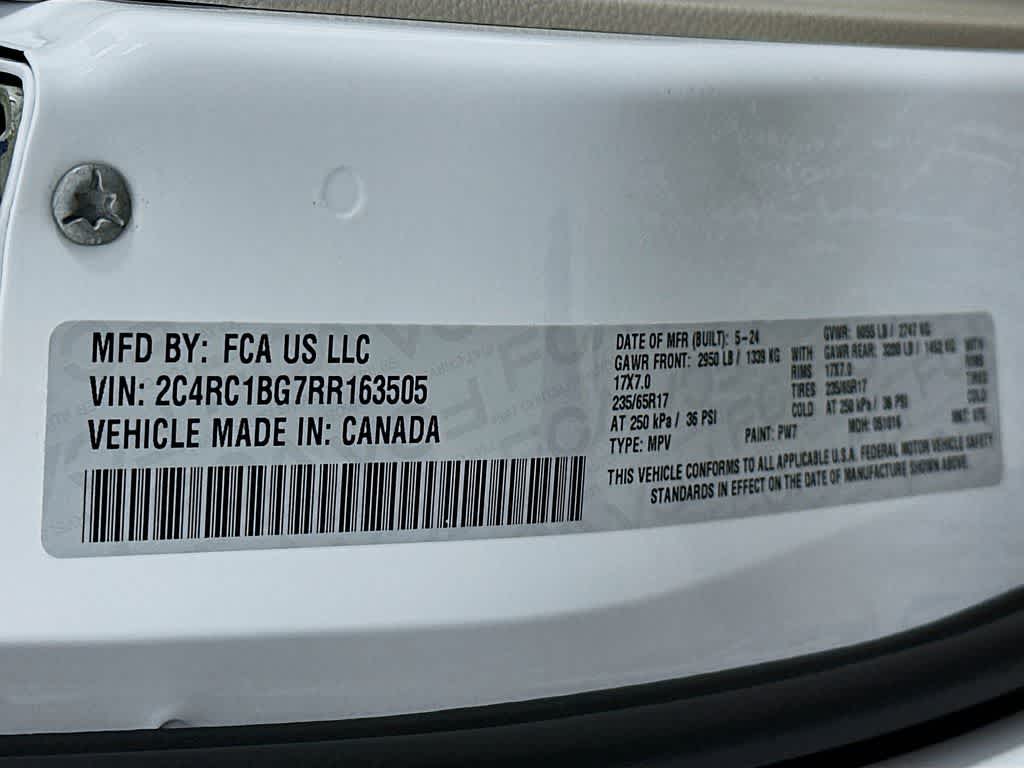 MFD BY: FCA US LLC
VIN: 2C4RC1BG7RR163505
VEHICLE MADE IN: CANADA
DATE OF MFR (BUILT): 5-24
GVWR: 6055 LB / 2747 KG
GAWR FRONT: 2950 LB / 1339 KG WITH
17X7.0 RIMS
235/65R17 TIRES
AT 250 kPa / 36 PSI COLD
GAWR REAR: 3200 LB / 1452 KG WITH
17X7.0 RIMS
235/65R17 TIRES
AT 250 kPa / 36 PSI COLD
TYPE: MPV
PAINT: PW7
MDH: 051016
THIS VEHICLE CONFORMS TO ALL APPLICABLE U.S.A. FEDERAL MOTOR VEHICLE SAFETY
STANDARDS IN EFFECT ON THE DATE OF MANUFACTURE SHOWN ABOVE.